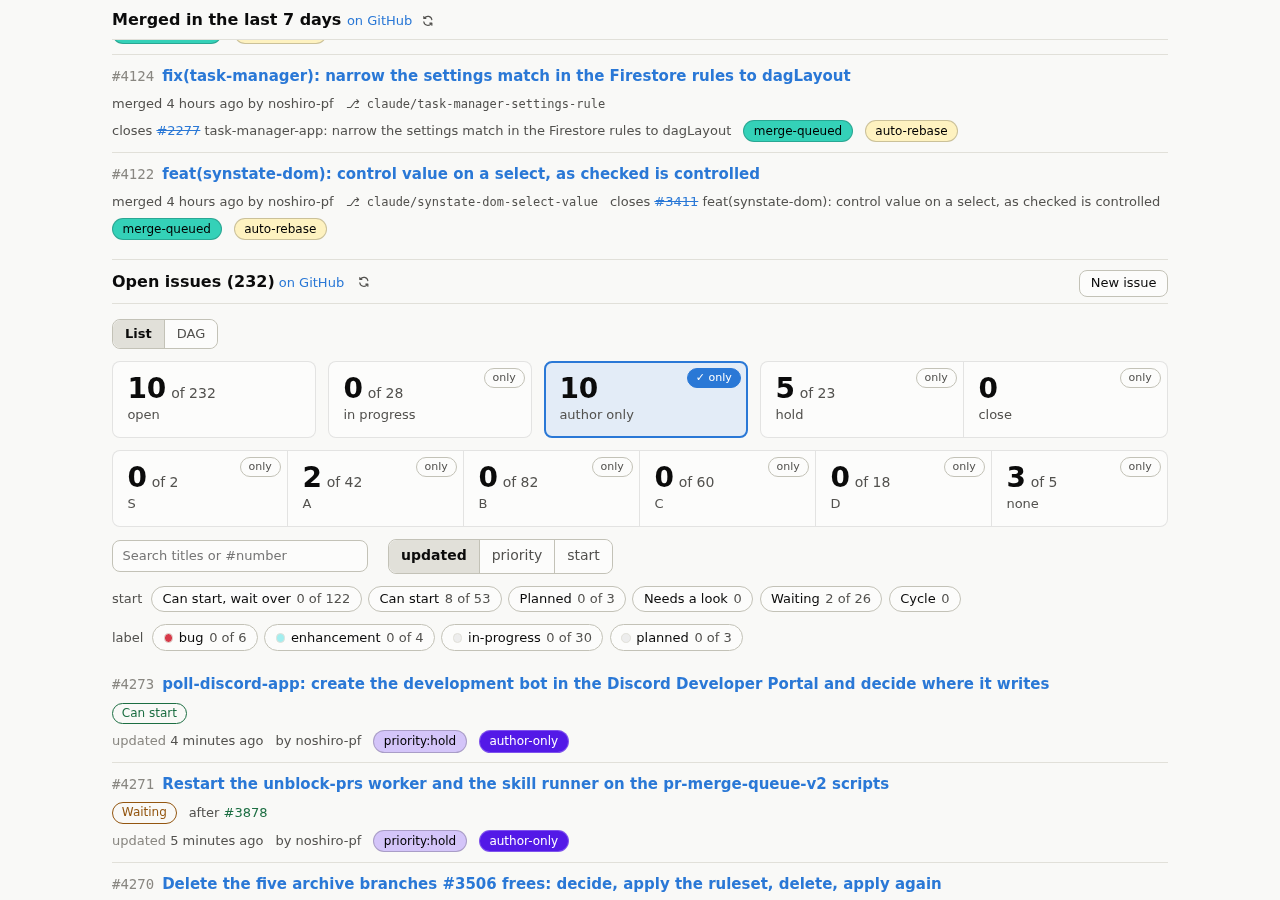 Merged in the last 7 days on GitHub
#4124 fix(task-manager): narrow the settings match in the Firestore rules to dagLayout
merged 4 hours ago by noshiro-pf ⎇ claude/task-manager-settings-rule
closes #2277 task-manager-app: narrow the settings match in the Firestore rules to dagLayout merge-queued auto-rebase
#4122 feat(synstate-dom): control value on a select, as checked is controlled
merged 4 hours ago by noshiro-pf ⎇ claude/synstate-dom-select-value closes #3411 feat(synstate-dom): control value on a select, as checked is controlled
merge-queued auto-rebase
Open issues (232) on GitHub New issue
List DAG
10 of 232 0 of 28 only 10 ✓ only 5 of 23 only 0 only
open in progress author only hold close
0 of 2 only 2 of 42 only 0 of 82 only 0 of 60 only 0 of 18 only 3 of 5 only
S A B C D none
Search titles or #number updated priority start
start Can start, wait over 0 of 122 Can start 8 of 53 Planned 0 of 3 Needs a look 0 Waiting 2 of 26 Cycle 0
label bug 0 of 6 enhancement 0 of 4 in-progress 0 of 30 planned 0 of 3
#4273 poll-discord-app: create the development bot in the Discord Developer Portal and decide where it writes
Can start
updated 4 minutes ago by noshiro-pf priority:hold author-only
#4271 Restart the unblock-prs worker and the skill runner on the pr-merge-queue-v2 scripts
Waiting after #3878
updated 5 minutes ago by noshiro-pf priority:hold author-only
#4270 Delete the five archive branches #3506 frees: decide, apply the ruleset, delete, apply again